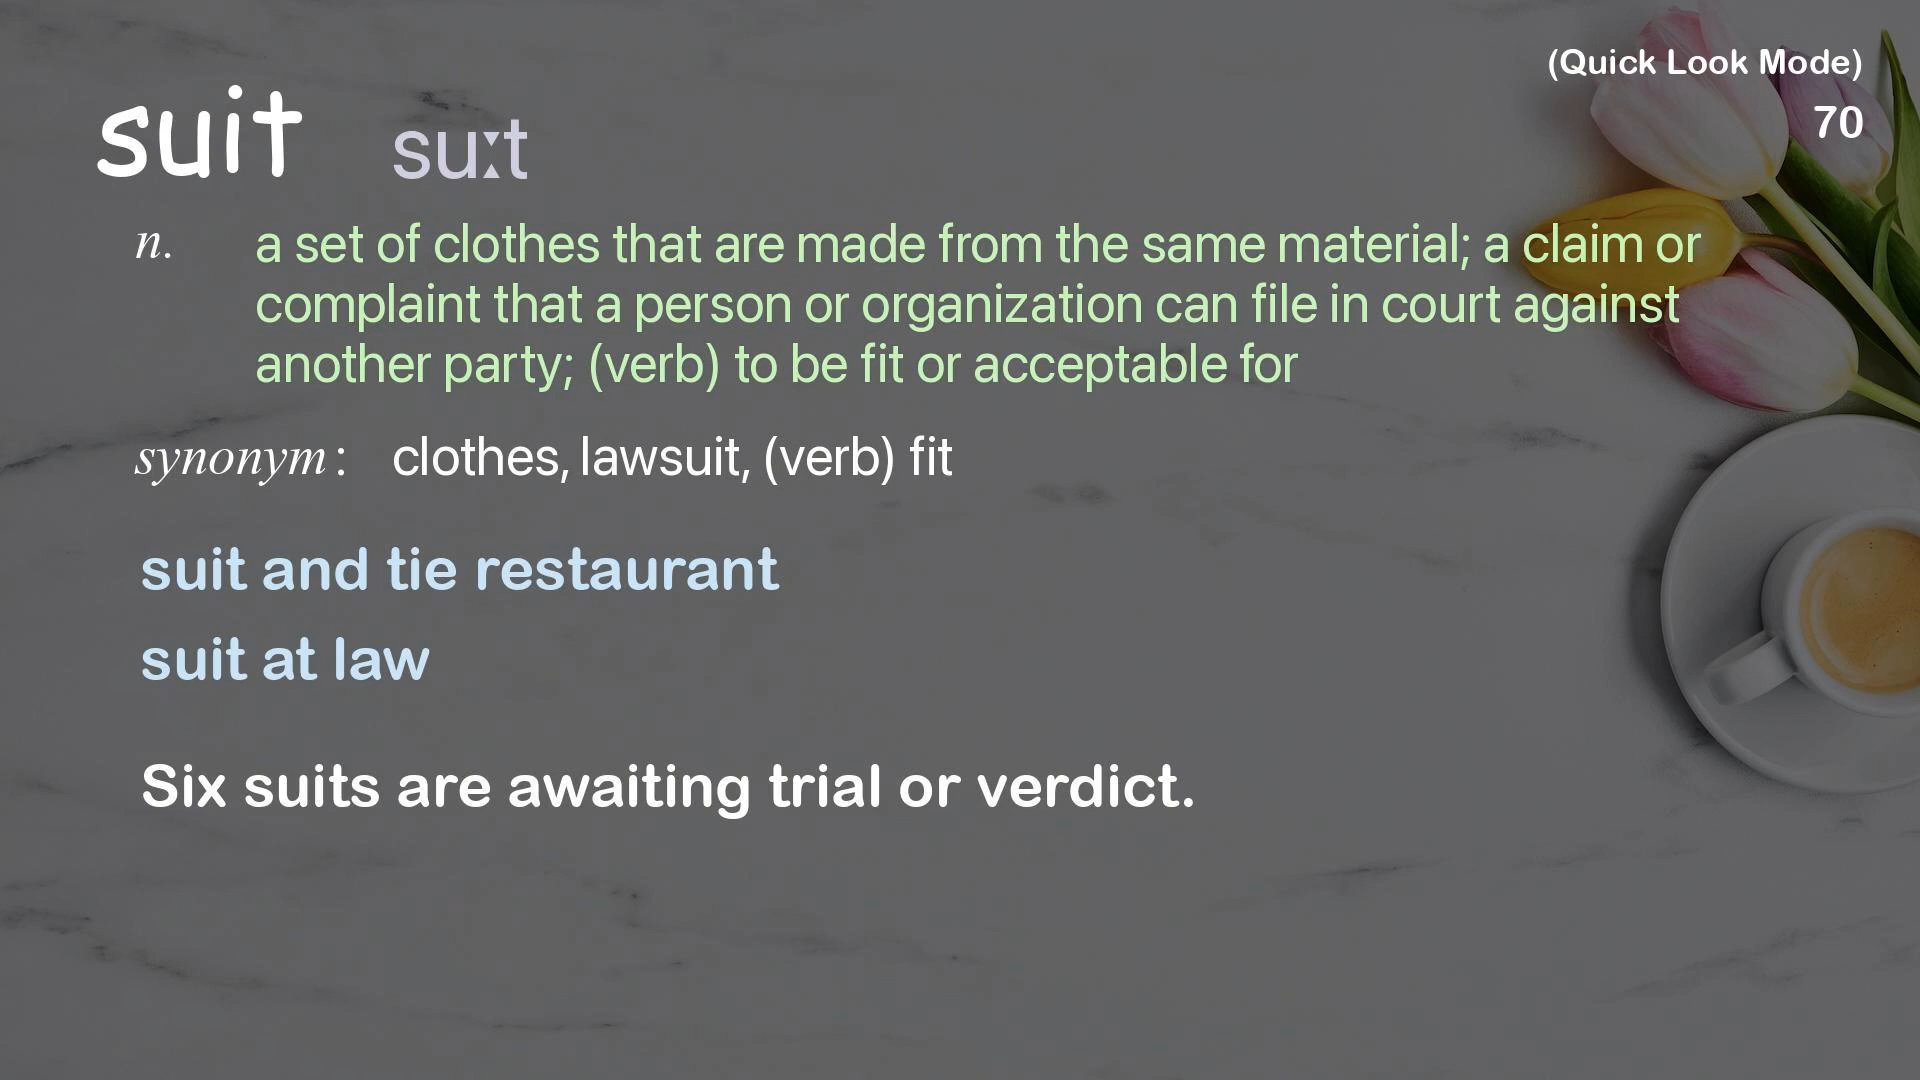 (Quick Look Mode)
70
suit suːt
n. a set of clothes that are made from the same material; a claim or
complaint that a person or organization can file in court against
another party; (verb) to be fit or acceptable for
synonym: clothes, lawsuit, (verb) fit
suit and tie restaurant
suit at law
Six suits are awaiting trial or verdict.